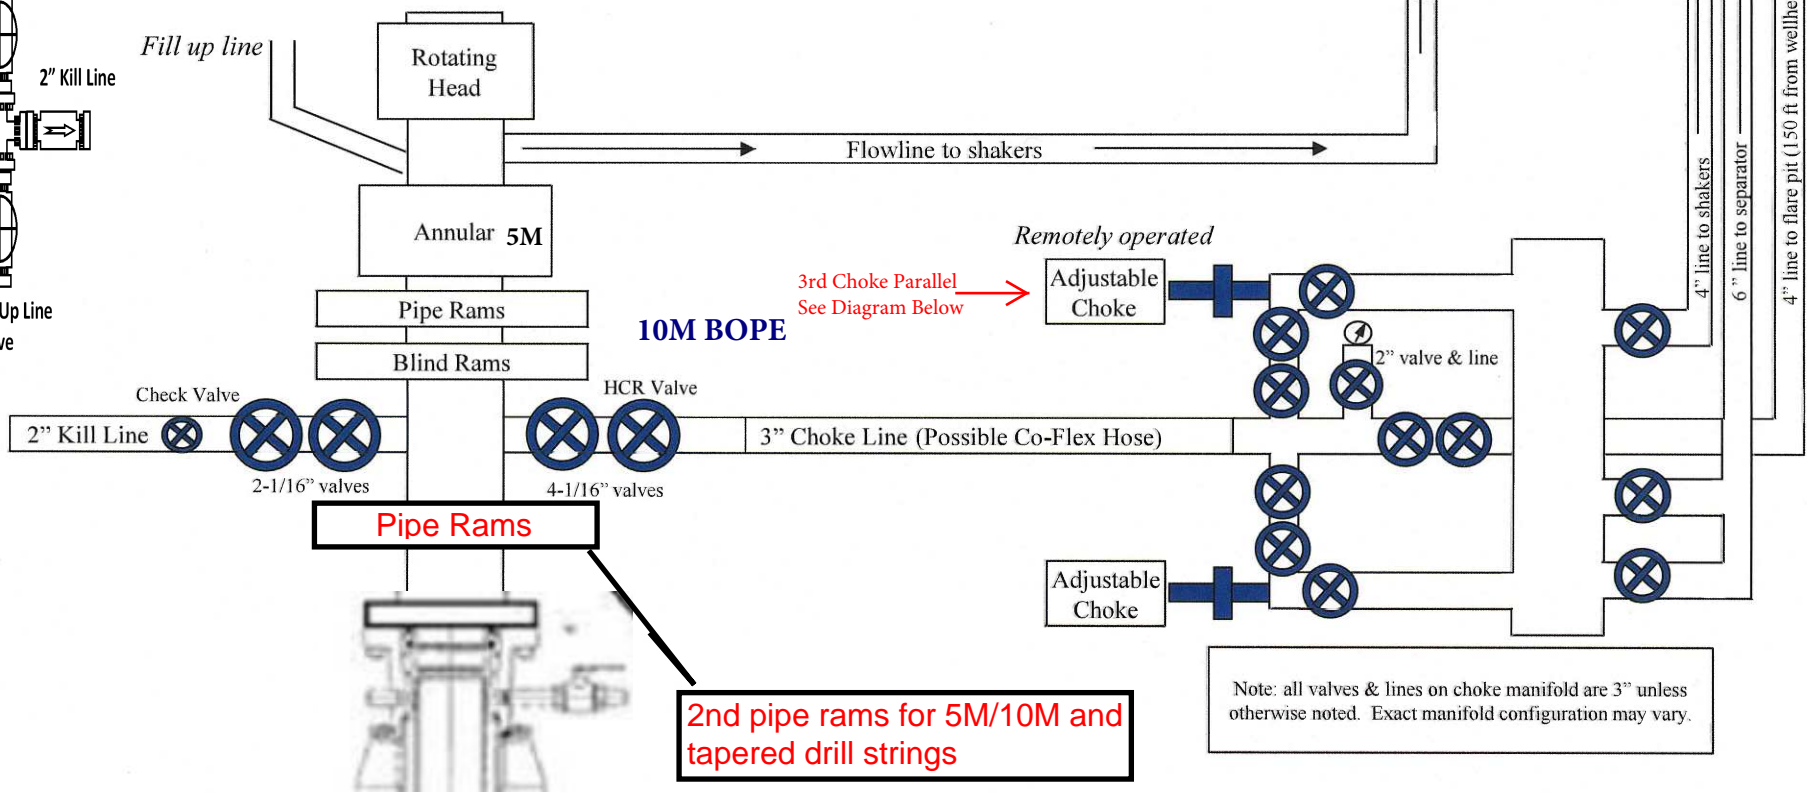 Fill up line
2” Kill Line
Up Line
ve
Rotating
Head
Flowline to shakers
Annular 5M
Pipe Rams
Blind Rams
10M BOPE
3rd Choke Parallel
See Diagram Below
Remotely operated
Adjustable
Choke
2” valve & line
4” line to shakers
6” line to separator
4” line to flare pit (150 ft from wellhe
Check Valve
HCR Valve
2” Kill Line
3” Choke Line (Possible Co-Flex Hose)
2-1/16” valves
4-1/16” valves
Pipe Rams
Adjustable
Choke
2nd pipe rams for 5M/10M and
tapered drill strings
Note: all valves & lines on choke manifold are 3” unless
otherwise noted.  Exact manifold configuration may vary.